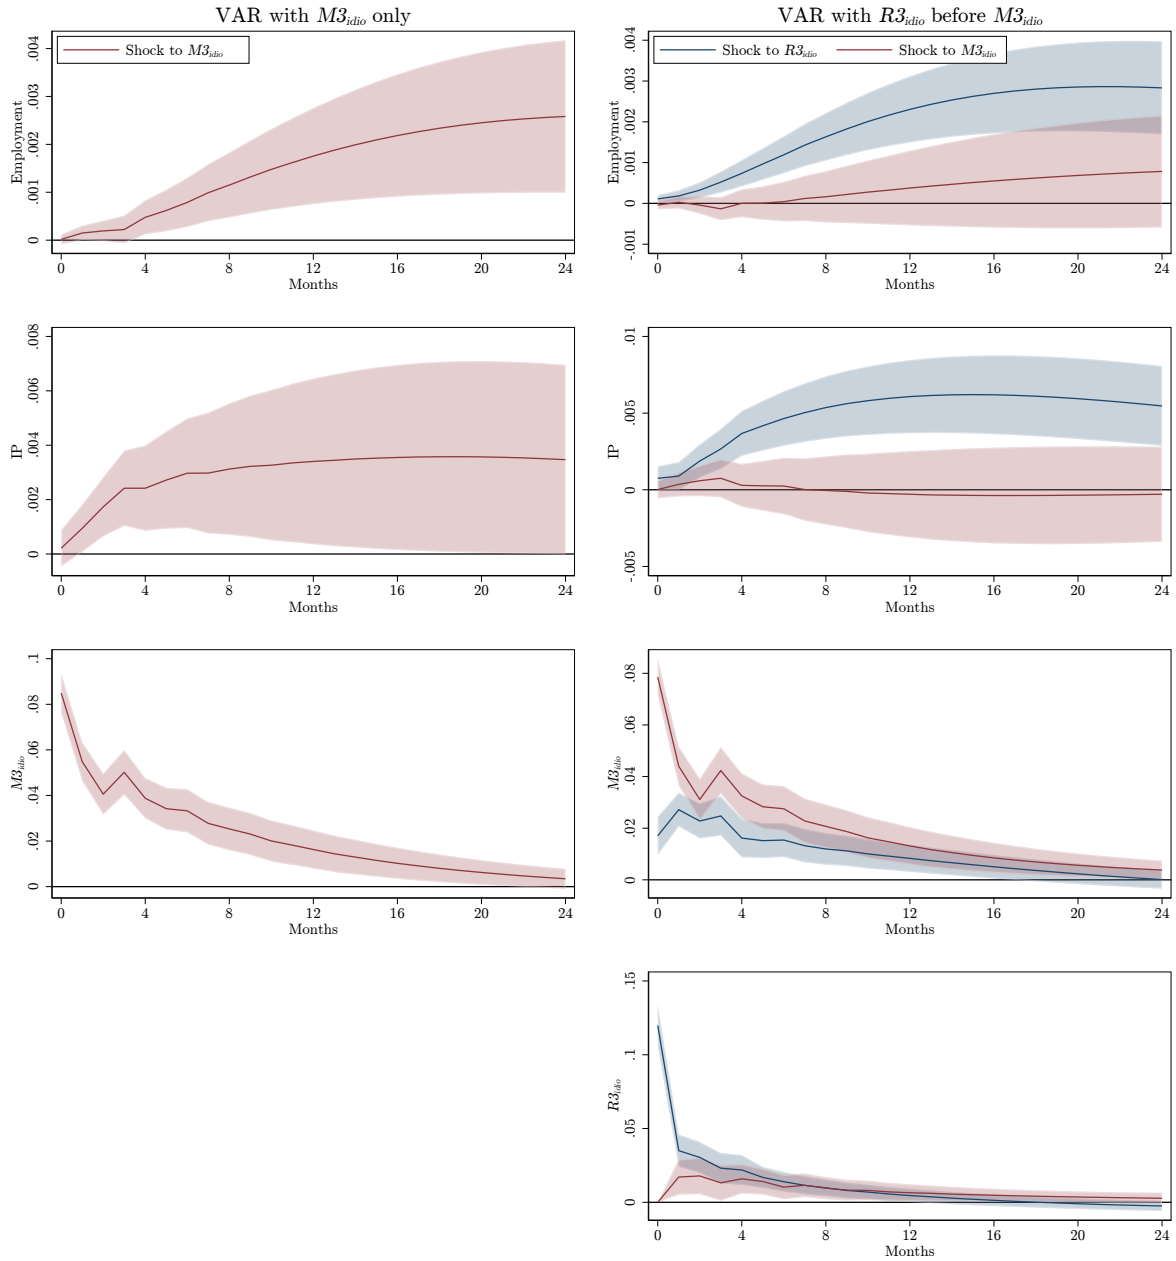 VAR with M3idio only
VAR with R3idio before M3idio
Shock to M3idio
Employment
.004
.003
.002
.001
0
0 4 8 12 16 20 24
Months
Shock to R3idio Shock to M3idio
Employment
.004
.003
.002
.001
0
-.001
0 4 8 12 16 20 24
Months
IP
.008
.006
.004
.002
0
0 4 8 12 16 20 24
Months
IP
.01
.005
0
-.005
0 4 8 12 16 20 24
Months
M3idio
.1
.08
.06
.04
.02
0
0 4 8 12 16 20 24
Months
M3idio
.08
.06
.04
.02
0
0 4 8 12 16 20 24
Months
R3idio
.15
.1
.05
0
0 4 8 12 16 20 24
Months